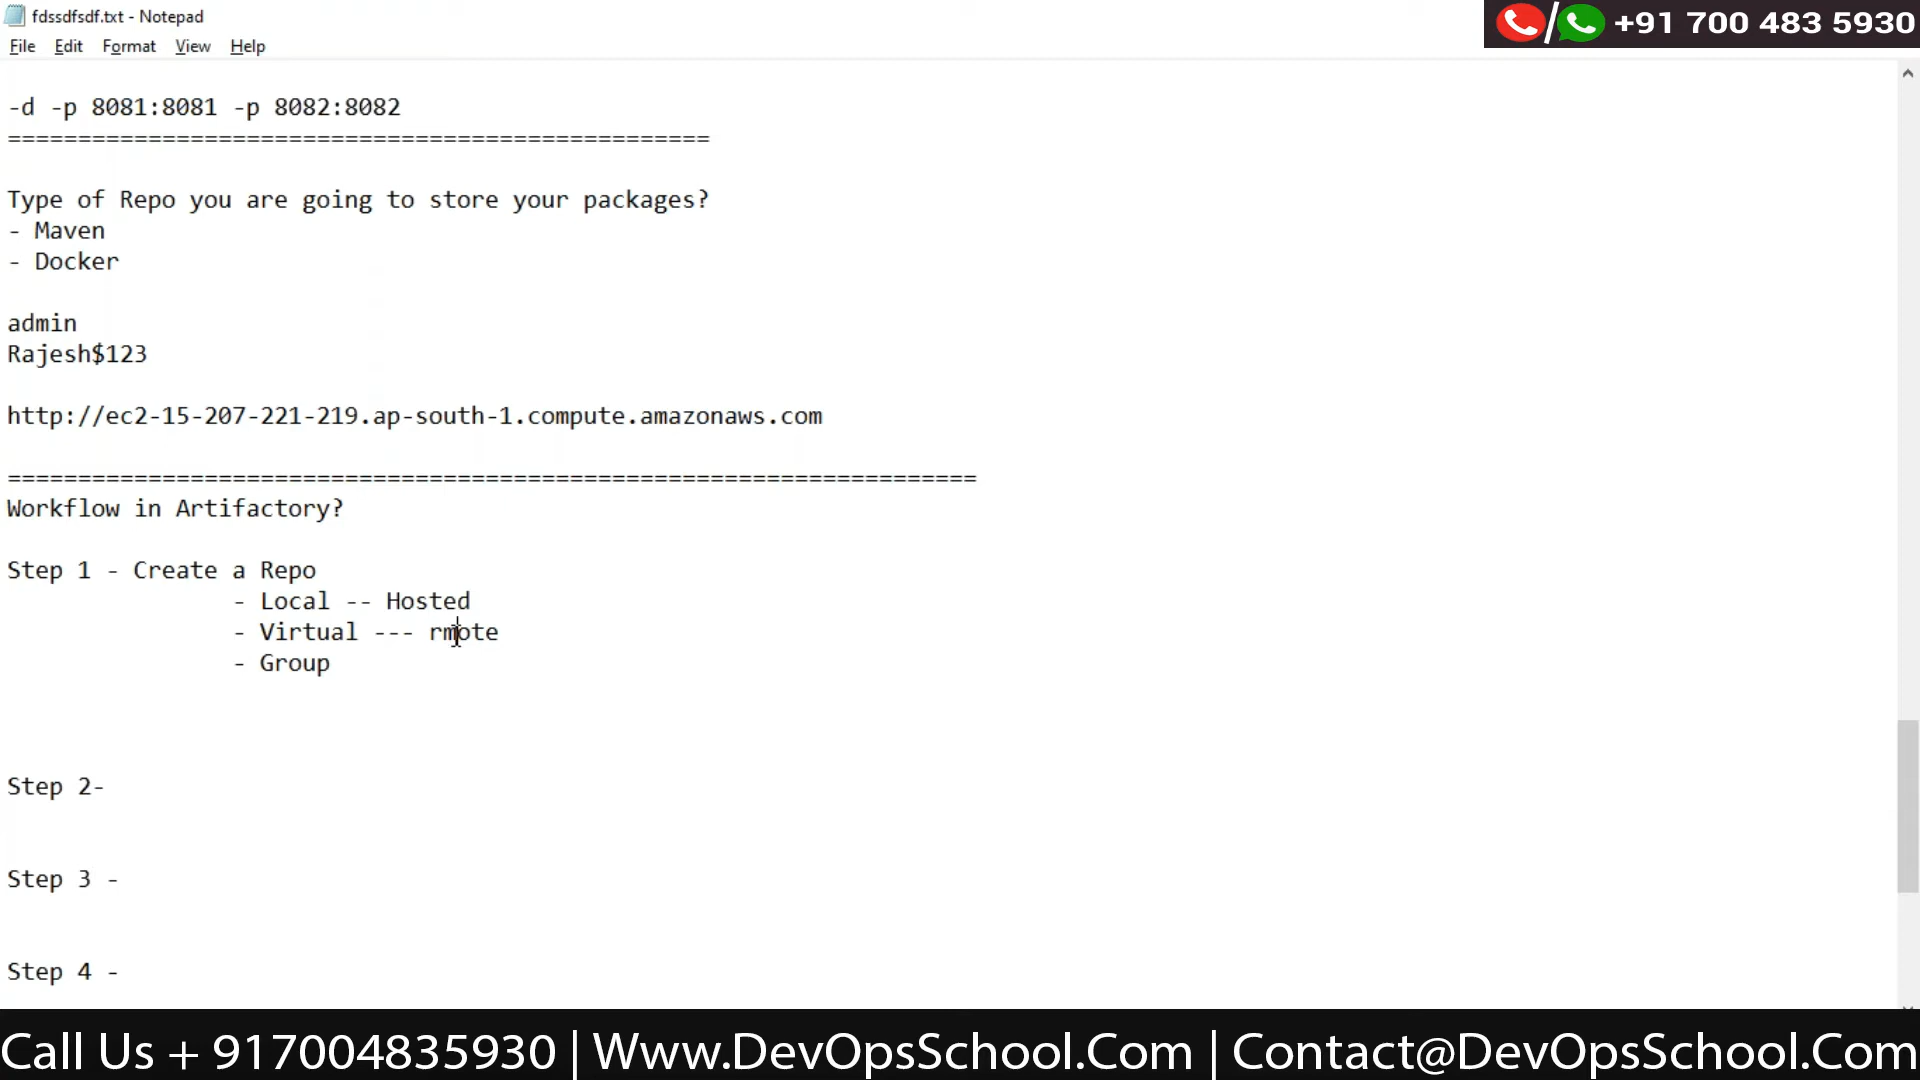 fdssdfsdf.txt - Notepad
+91 700 483 5930
File Edit Format View Help
-d -p 8081:8081 -p 8082:8082
==================================================
Type of Repo you are going to store your packages?
- Maven
- Docker
admin
Rajesh$123
http://ec2-15-207-221-219.ap-south-1.compute.amazonaws.com
=====================================================================
Workflow in Artifactory?
Step 1 - Create a Repo
- Local -- Hosted
- Virtual --- rmote
- Group
Step 2-
Step 3 -
Step 4 -
Call Us + 917004835930 | Www.DevOpsSchool.Com | Contact@DevOpsSchool.Com